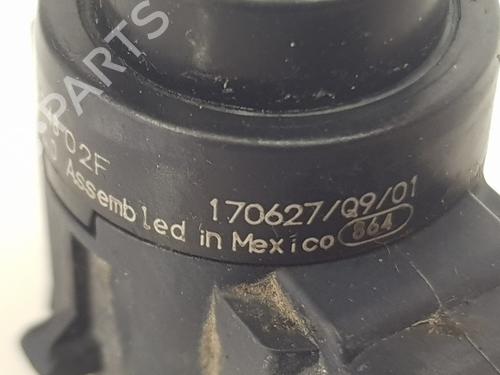 PARTS
02F
170627/Q9/01
Assembled in Mexico 864